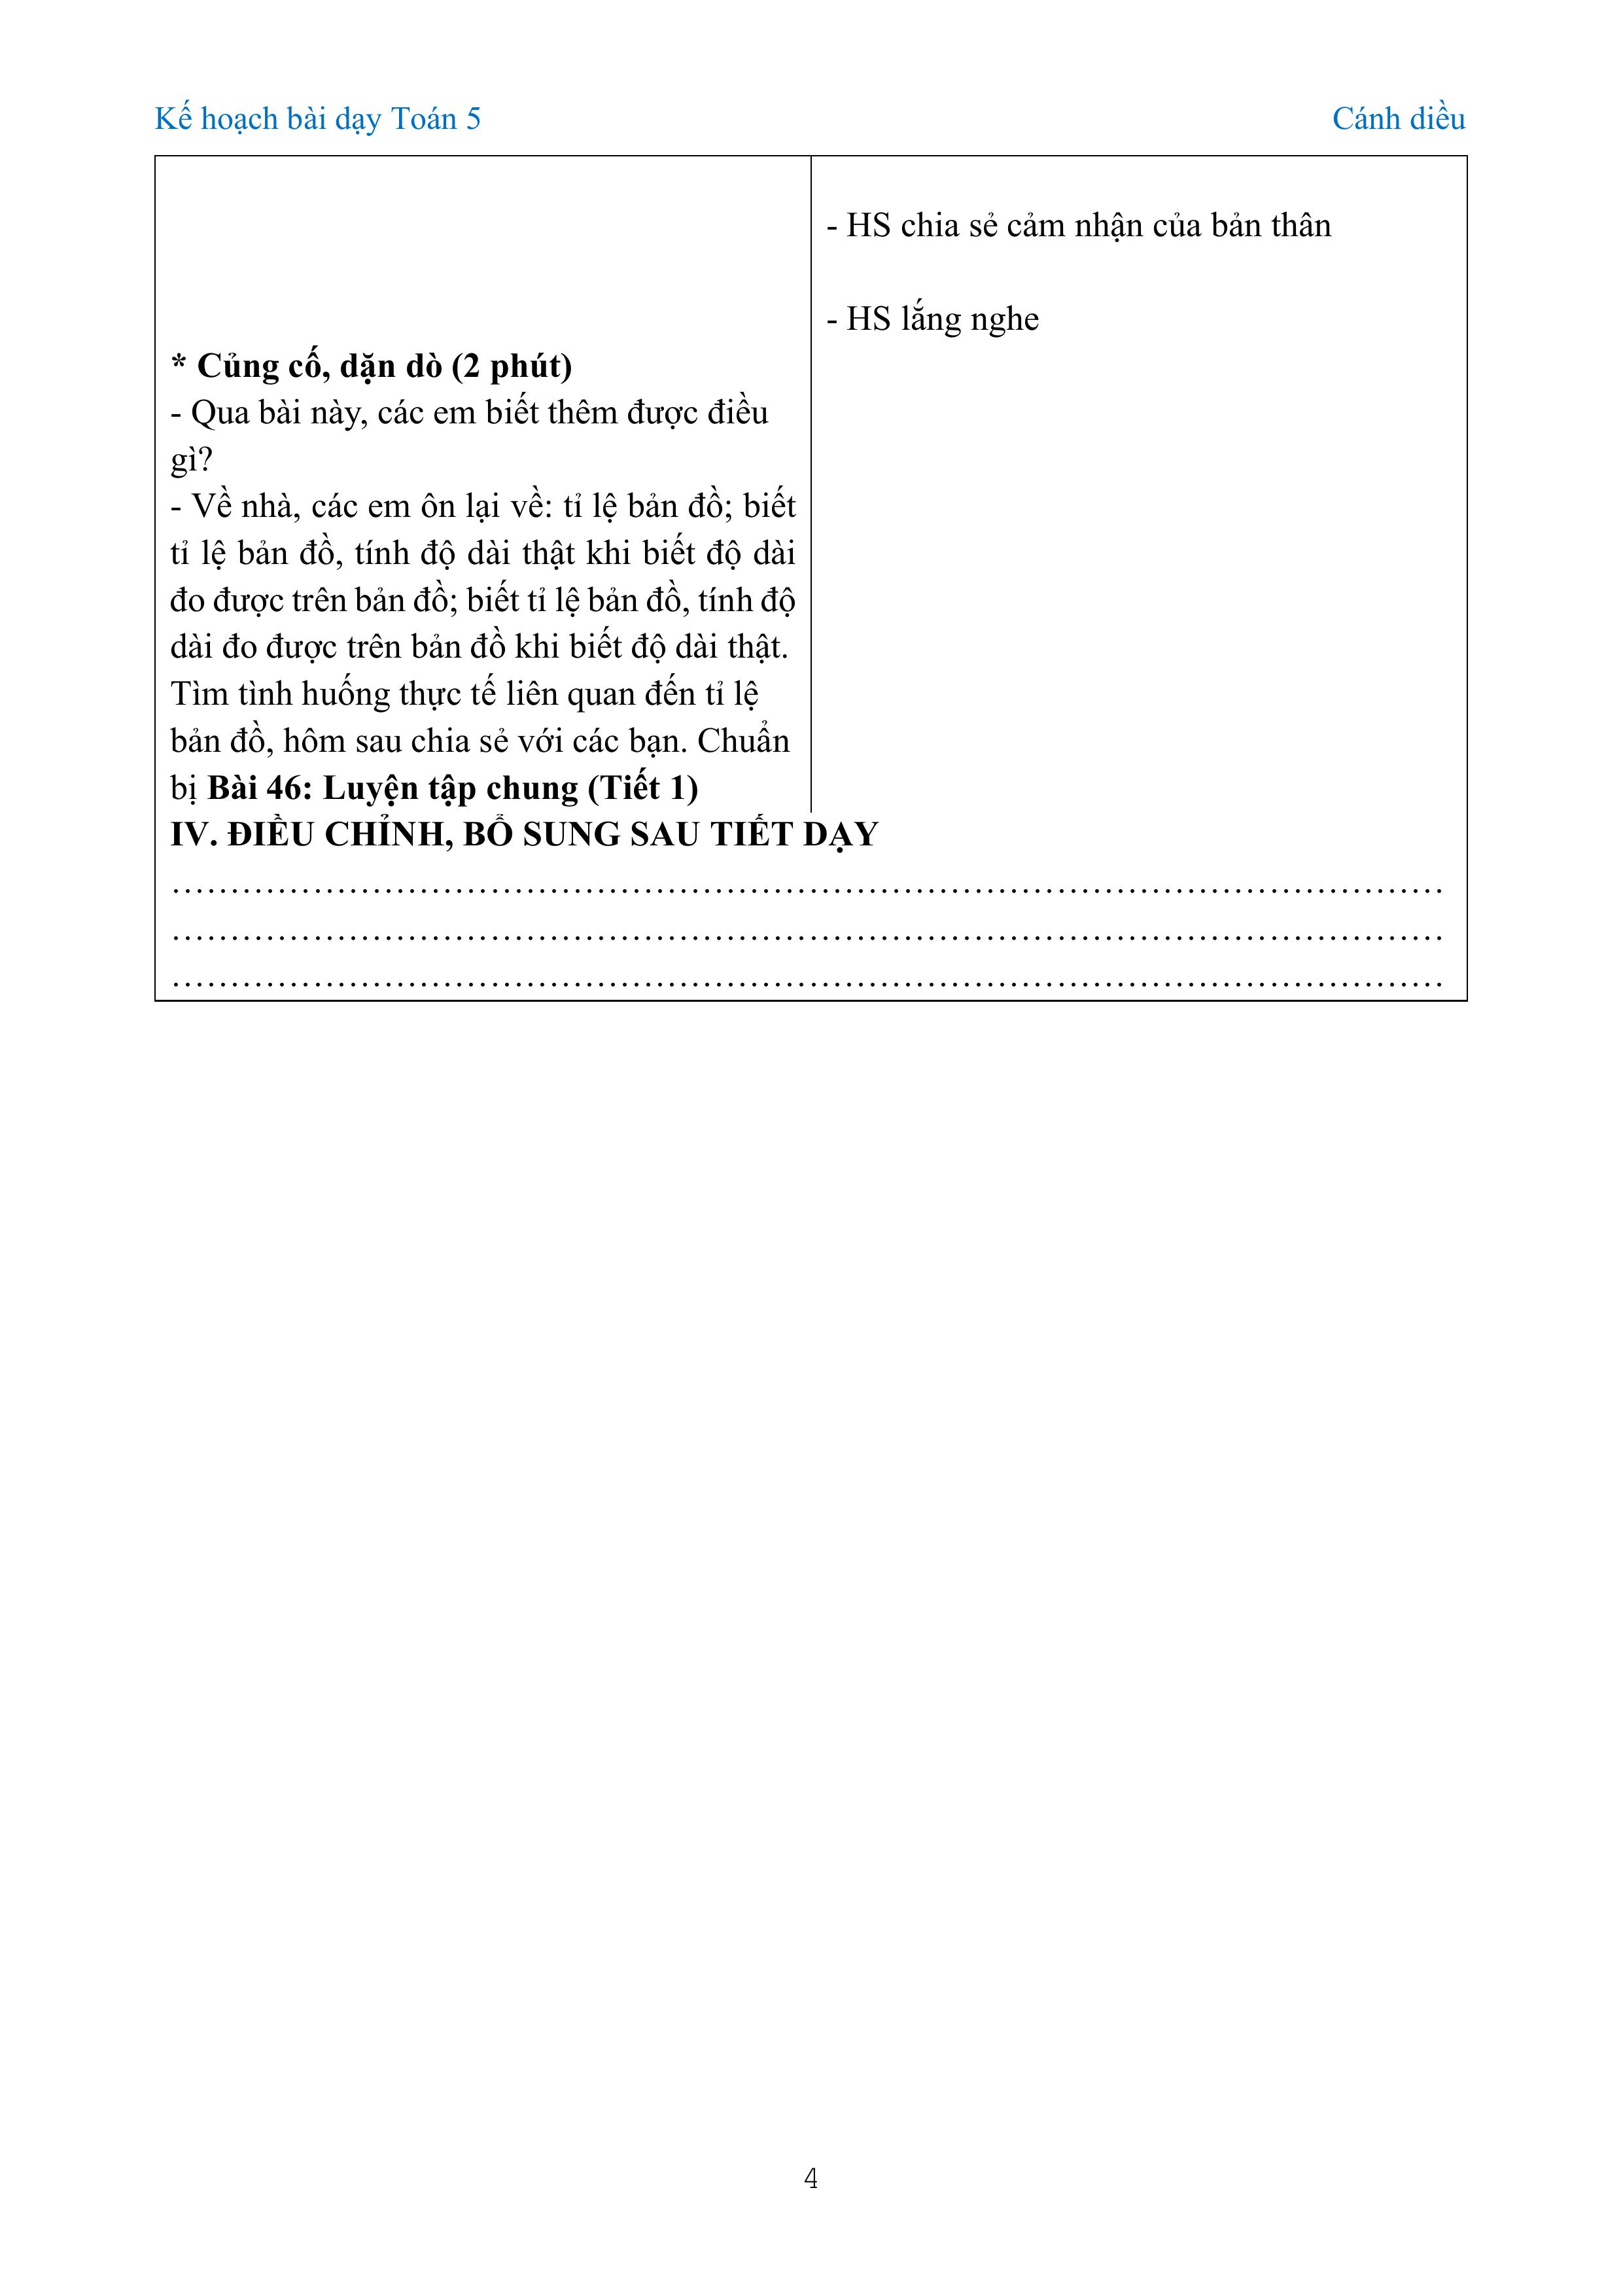 Kế hoạch bài dạy Toán 5 Cánh diều
- HS chia sẻ cảm nhận của bản thân
- HS lắng nghe
* Củng cố, dặn dò (2 phút)
- Qua bài này, các em biết thêm được điều
gì?
- Về nhà, các em ôn lại về: tỉ lệ bản đồ; biết
tỉ lệ bản đồ, tính độ dài thật khi biết độ dài
đo được trên bản đồ; biết tỉ lệ bản đồ, tính độ
dài đo được trên bản đồ khi biết độ dài thật.
Tìm tình huống thực tế liên quan đến tỉ lệ
bản đồ, hôm sau chia sẻ với các bạn. Chuẩn
bị Bài 46: Luyện tập chung (Tiết 1)
IV. ĐIỀU CHỈNH, BỔ SUNG SAU TIẾT DẠY
………………………………………………………………………………………………
………………………………………………………………………………………………
………………………………………………………………………………………………
4